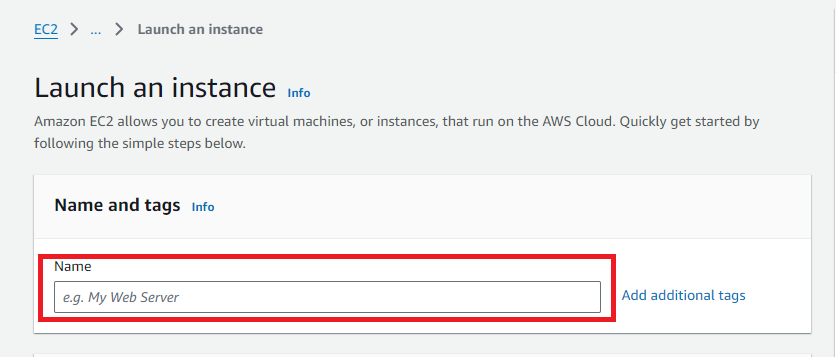 EC2 > ... > Launch an instance
Launch an instance Info
Amazon EC2 allows you to create virtual machines, or instances, that run on the AWS Cloud. Quickly get started by
following the simple steps below.
Name and tags Info
Name
e.g. My Web Server
Add additional tags